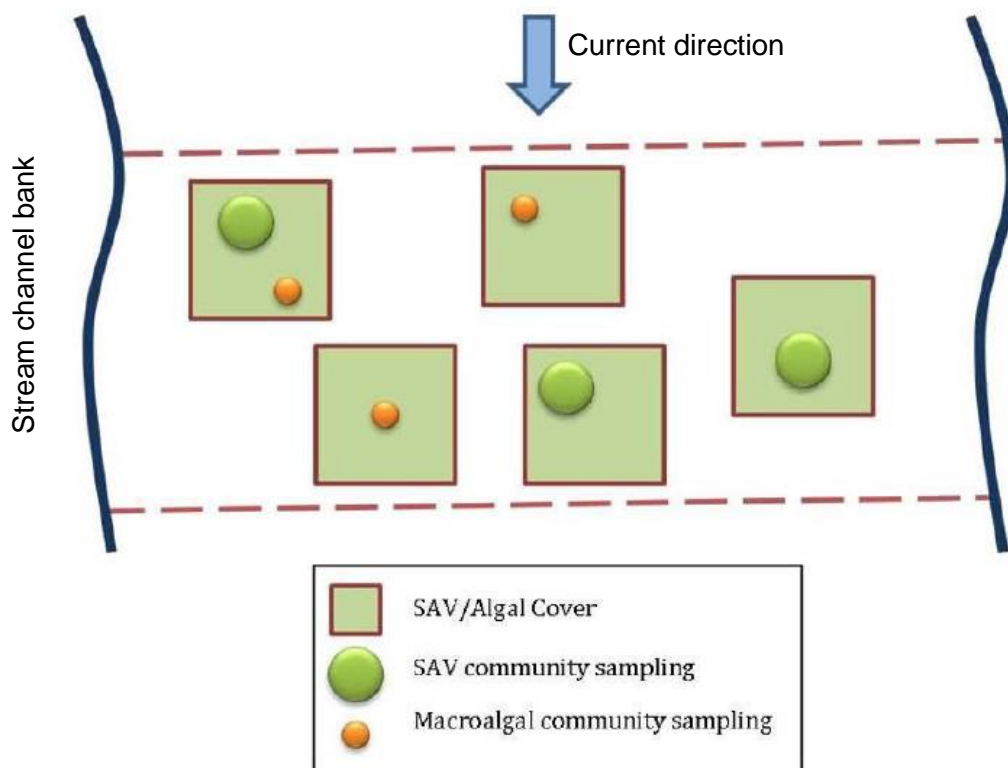 Current direction
Stream channel bank
SAV/Algal Cover
SAV community sampling
Macroalgal community sampling